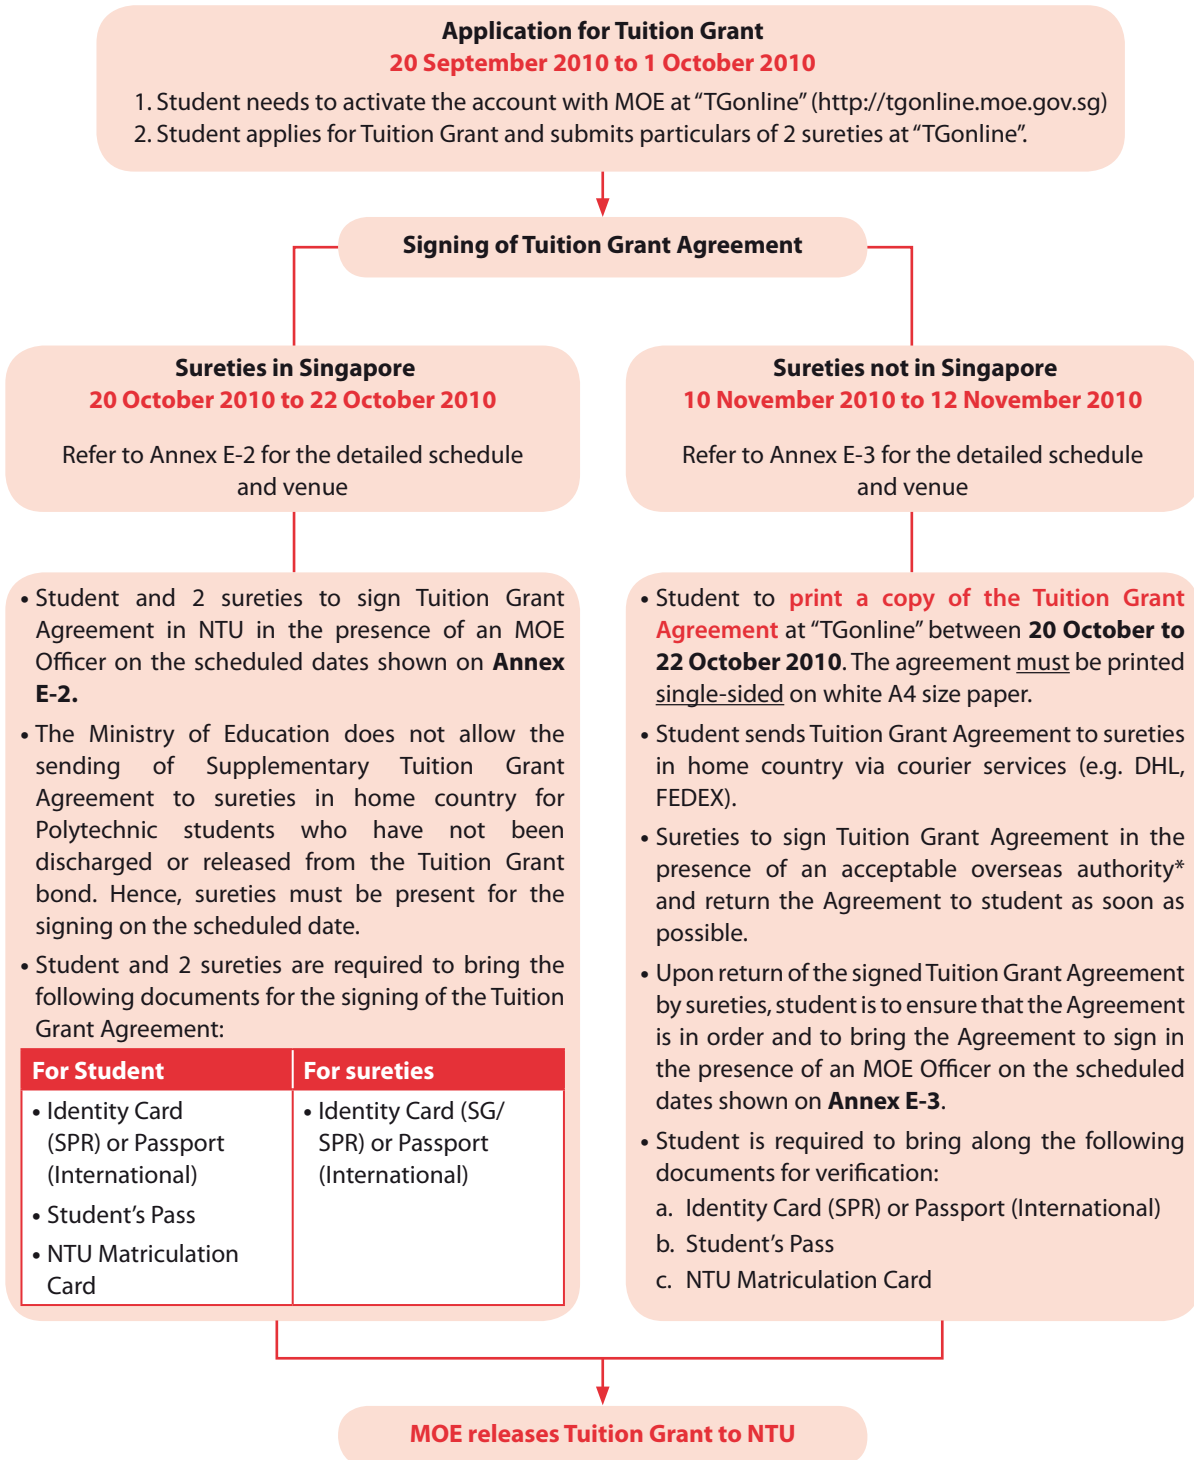 Application for Tuition Grant
20 September 2010 to 1 October 2010
1. Student needs to activate the account with MOE at “TGonline” (http://tgonline.moe.gov.sg)
2. Student applies for Tuition Grant and submits particulars of 2 sureties at “TGonline”.
Signing of Tuition Grant Agreement
Sureties in Singapore
20 October 2010 to 22 October 2010
Refer to Annex E-2 for the detailed schedule
and venue
Sureties not in Singapore
10 November 2010 to 12 November 2010
Refer to Annex E-3 for the detailed schedule
and venue
• Student and 2 sureties to sign Tuition Grant
Agreement in NTU in the presence of an MOE
Officer on the scheduled dates shown on Annex
E-2.
• The Ministry of Education does not allow the
sending of Supplementary Tuition Grant
Agreement to sureties in home country for
Polytechnic students who have not been
discharged or released from the Tuition Grant
bond. Hence, sureties must be present for the
signing on the scheduled date.
• Student and 2 sureties are required to bring the
following documents for the signing of the Tuition
Grant Agreement:
For Student
For sureties
• Identity Card
(SPR) or Passport
(International)
• Student’s Pass
• NTU Matriculation
Card
• Identity Card (SG/
SPR) or Passport
(International)
• Student to print a copy of the Tuition Grant
Agreement at “TGonline” between 20 October to
22 October 2010. The agreement must be printed
single-sided on white A4 size paper.
• Student sends Tuition Grant Agreement to sureties
in home country via courier services (e.g. DHL,
FEDEX).
• Sureties to sign Tuition Grant Agreement in the
presence of an acceptable overseas authority*
and return the Agreement to student as soon as
possible.
• Upon return of the signed Tuition Grant Agreement
by sureties, student is to ensure that the Agreement
is in order and to bring the Agreement to sign in
the presence of an MOE Officer on the scheduled
dates shown on Annex E-3.
• Student is required to bring along the following
documents for verification:
a. Identity Card (SPR) or Passport (International)
b. Student’s Pass
c. NTU Matriculation Card
MOE releases Tuition Grant to NTU